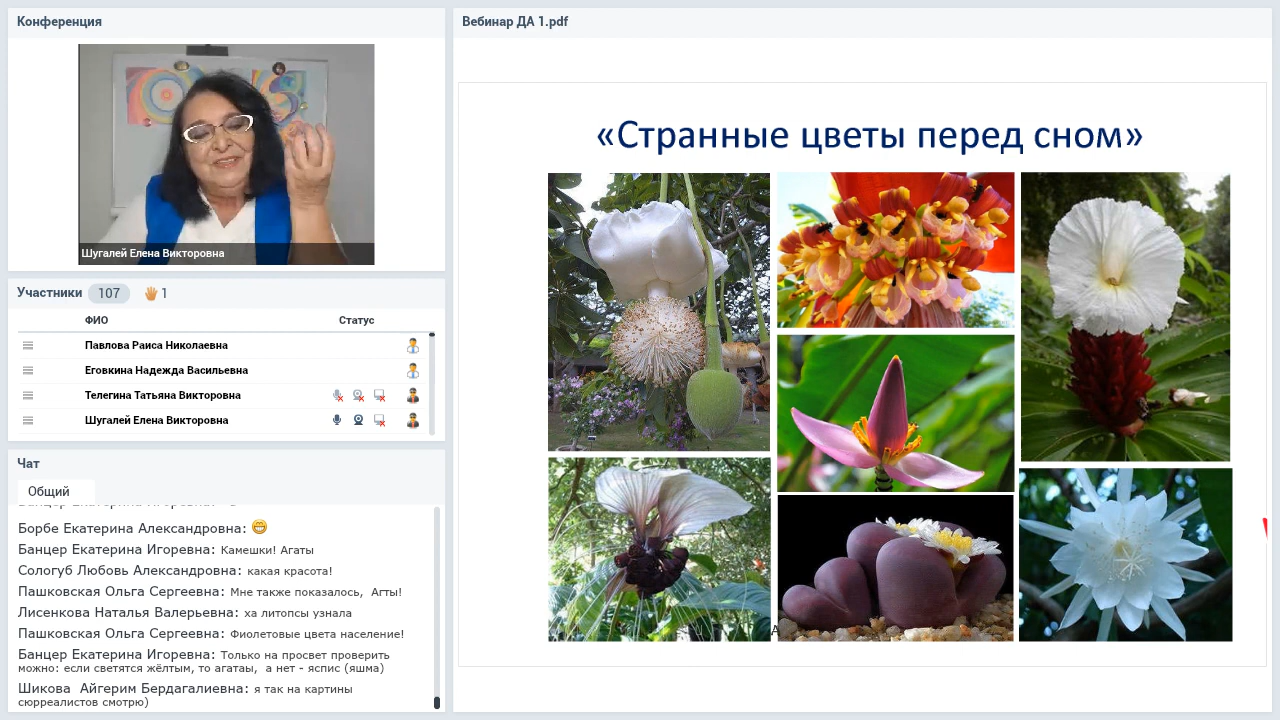 Конференция
Шугалей Елена Викторовна
Участники 107 1
ФИО Статус
Павлова Раиса Николаевна
Еговкина Надежда Васильевна
Телегина Татьяна Викторовна
Шугалей Елена Викторовна
Чат
Общий
Борбе Екатерина Александровна:
Банцер Екатерина Игоревна: Камешки! Агаты
Сологуб Любовь Александровна: какая красота!
Пашковская Ольга Сергеевна: Мне также показалось, Агты!
Лисенкова Наталья Валерьевна: ха литопсы узнала
Пашковская Ольга Сергеевна: Фиолетовые цвета население!
Банцер Екатерина Игоревна: Только на просвет проверить
можно: если светятся жёлтым, то агатаы, а нет - яспис (яшма)
Шикова Айгерим Бердагалиевна: я так на картины
сюрреалистов смотрю)
Вебинар ДА 1.pdf
«Странные цветы перед сном»